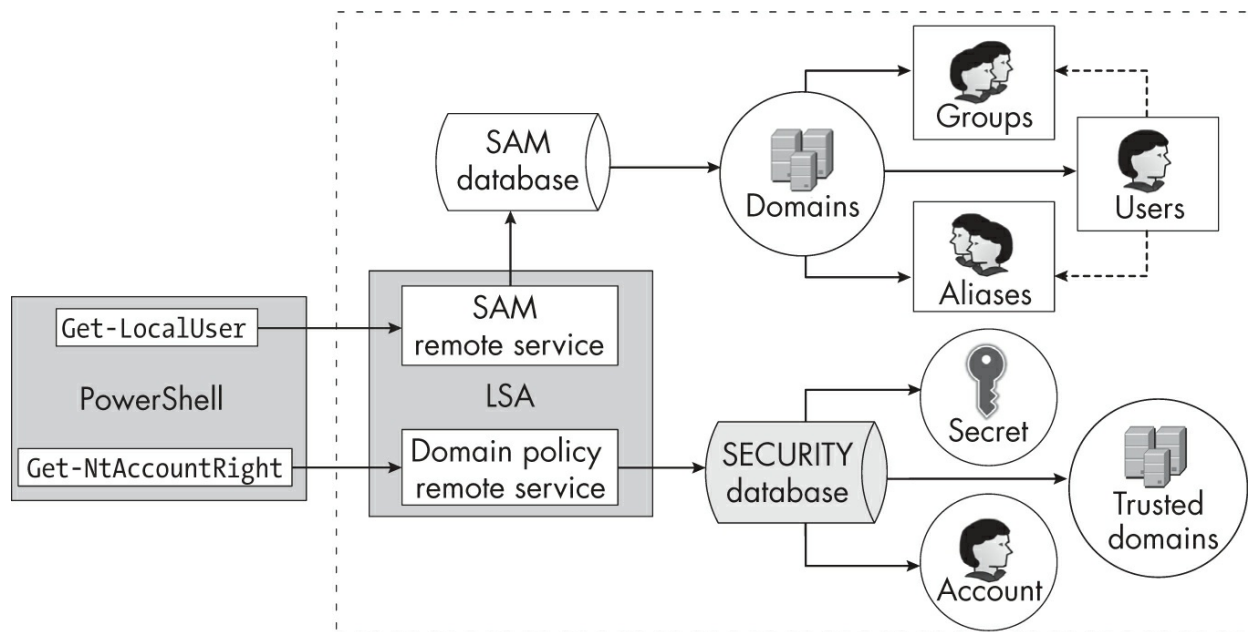 Groups
SAM
database
Domains
Users
Aliases
Get-LocalUser
SAM
remote service
PowerShell
LSA
Secret
Get-NtAccountRight
Domain policy
remote service
SECURITY
database
Trusted
domains
Account